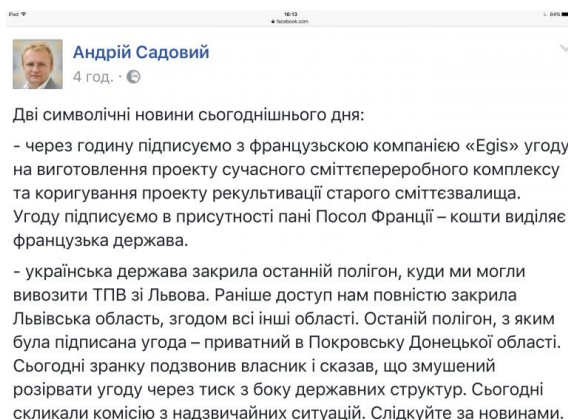 iPad
16:13
facebook.com
84%
Андрій Садовий
4 год. ·
Дві символічні новини сьогоднішнього дня:
- через годину підписуємо з французьскою компанією «Egis» угоду
на виготовлення проекту сучасного сміттєпереробного комплексу
та коригування проекту рекультивації старого сміттєзвалища.
Угоду підписуємо в присутності пані Посол Франції – кошти виділяє
французька держава.
- українська держава закрила останній полігон, куди ми могли
вивозити ТПВ зі Львова. Раніше доступ нам повністю закрила
Львівська область, згодом всі інші області. Останій полігон, з яким
була підписана угода – приватний в Покровську Донецької області.
Сьогодні зранку подзвонив власник і сказав, що змушений
розірвати угоду через тиск з боку державних структур. Сьогодні
скликали комісію з надзвичайних ситуацій. Слідкуйте за новинами.